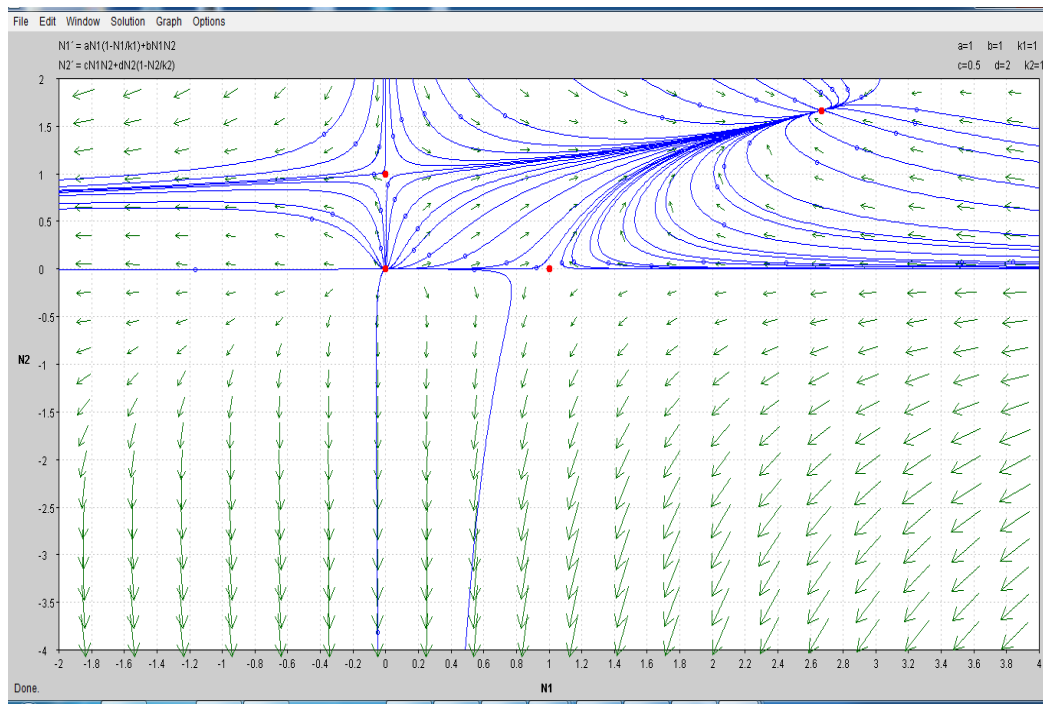 File Edit Window Solution Graph Options
N1´ = aN1(1-N1/k1)+bN1N2
a=1 b=1 k1=1
N2´ = cN1N2+dN2(1-N2/k2)
c=0.5 d=2 k2=1
2
1.5
1
0.5
0
-0.5
N2
-1
-1.5
-2
-2.5
-3
-3.5
-4
-2 -1.8 -1.6 -1.4 -1.2 -1 -0.8 -0.6 -0.4 -0.2 0 0.2 0.4 0.6 0.8 1 1.2 1.4 1.6 1.8 2 2.2 2.4 2.6 2.8 3 3.2 3.4 3.6 3.8 4
Done.
N1